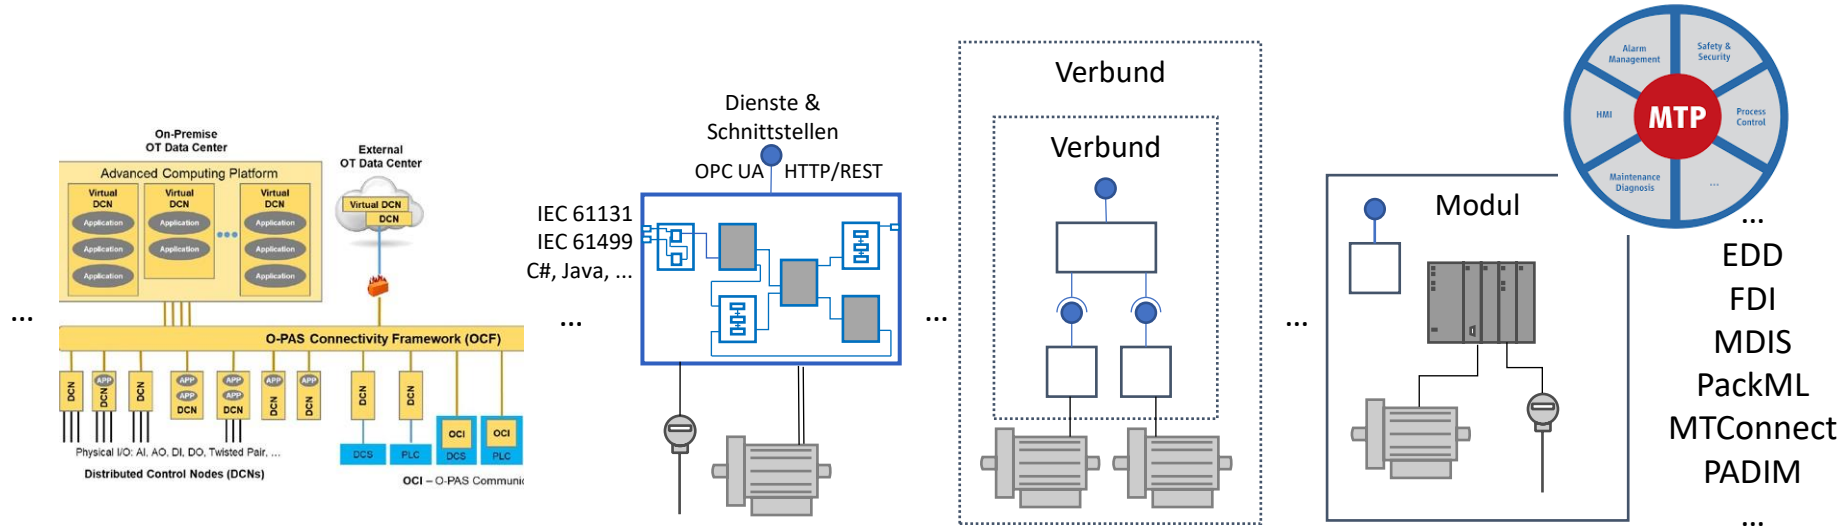 ...
On-Premise
OT Data Center
Advanced Computing Platform
Virtual
DCN
Application
Application
Application
Virtual
DCN
Application
Application
Virtual
DCN
Application
Application
Application
External
OT Data Center
Virtual DCN
DCN
O-PAS Connectivity Framework (OCF)
DCN
APP
DCN
DCN
APP
APP
DCN
APP
APP
DCN
APP
DCN
APP
DCN
DCN
DCN
OCI
OCI
DCS
PLC
DCS
PLC
Physical I/O: AI, AO, DI, DO, Twisted Pair, ...
Distributed Control Nodes (DCNs)
OCI – O-PAS Communic
...
Dienste &
Schnittstellen
OPC UA
HTTP/REST
IEC 61131
IEC 61499
C#, Java, ...
...
Verbund
Verbund
...
Modul
Alarm
Management
Safety &
Security
HMI
MTP
Process
Control
Maintenance
Diagnosis
...
...
EDD
FDI
MDIS
PackML
MTConnect
PADIM
...